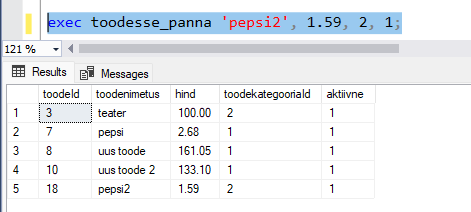 exec toodesse_panna 'pepsi2', 1.59, 2, 1;
121 %
Results Messages
toodeId toodenimetus hind toodekategooriaId aktiivne
1 3 teater 100.00 2 1
2 7 pepsi 2.68 1 1
3 8 uus toode 161.05 1 1
4 10 uus toode 2 133.10 1 1
5 18 pepsi2 1.59 2 1